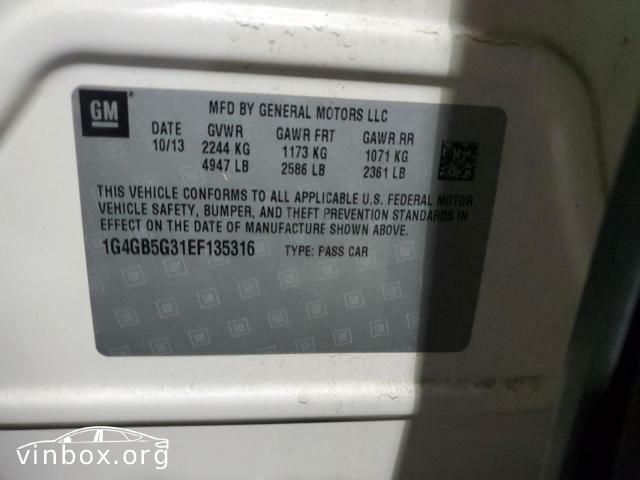 GM
MFD BY GENERAL MOTORS LLC
DATE GVWR GAWR FRT GAWR RR
10/13 2244 KG 1173 KG 1071 KG
4947 LB 2586 LB 2361 LB
THIS VEHICLE CONFORMS TO ALL APPLICABLE U.S. FEDERAL MOTOR
VEHICLE SAFETY, BUMPER, AND THEFT PREVENTION STANDARDS IN
EFFECT ON THE DATE OF MANUFACTURE SHOWN ABOVE.
1G4GB5G31EF135316 TYPE: PASS CAR
vinbox.org